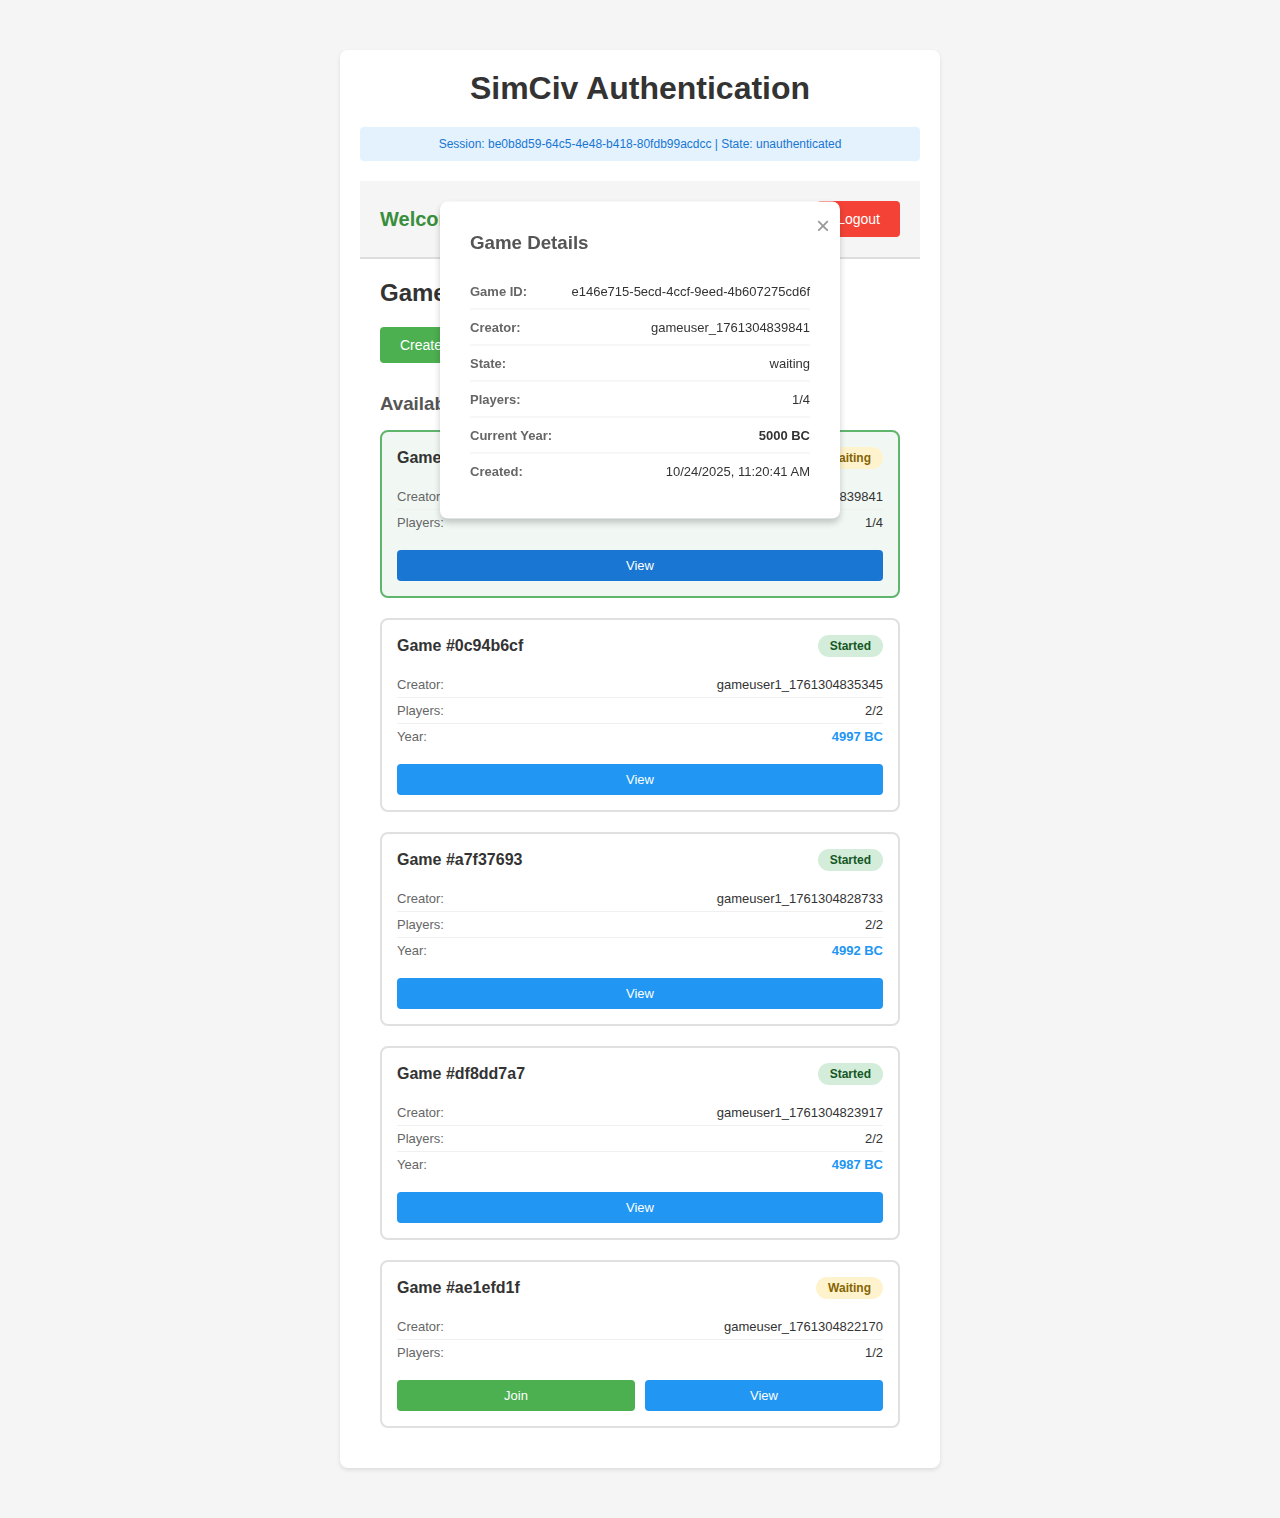 SimCiv Authentication
Session: be0b8d59-64c5-4e48-b418-80fdb99acdcc | State: unauthenticated
Welco
Logout
×
Game Details
Game ID: e146e715-5ecd-4ccf-9eed-4b607275cd6f
Creator: gameuser_1761304839841
State: waiting
Players: 1/4
Current Year: 5000 BC
Created: 10/24/2025, 11:20:41 AM
Game
Create
Availab
Game aiting
Creator 839841
Players: 1/4
View
Game #0c94b6cf Started
Creator: gameuser1_1761304835345
Players: 2/2
Year: 4997 BC
View
Game #a7f37693 Started
Creator: gameuser1_1761304828733
Players: 2/2
Year: 4992 BC
View
Game #df8dd7a7 Started
Creator: gameuser1_1761304823917
Players: 2/2
Year: 4987 BC
View
Game #ae1efd1f Waiting
Creator: gameuser_1761304822170
Players: 1/2
Join View